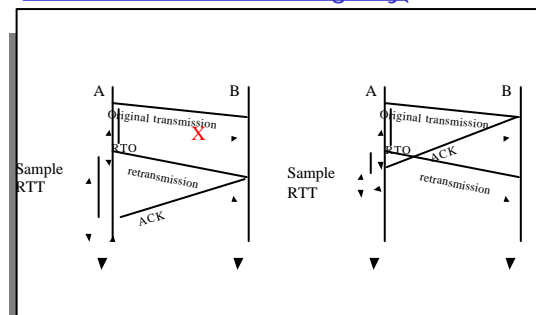 A B
Original transmission
X
RTO
Sample
RTT
retransmission
ACK
A B
Original transmission
RTO
ACK
Sample
RTT
retransmission